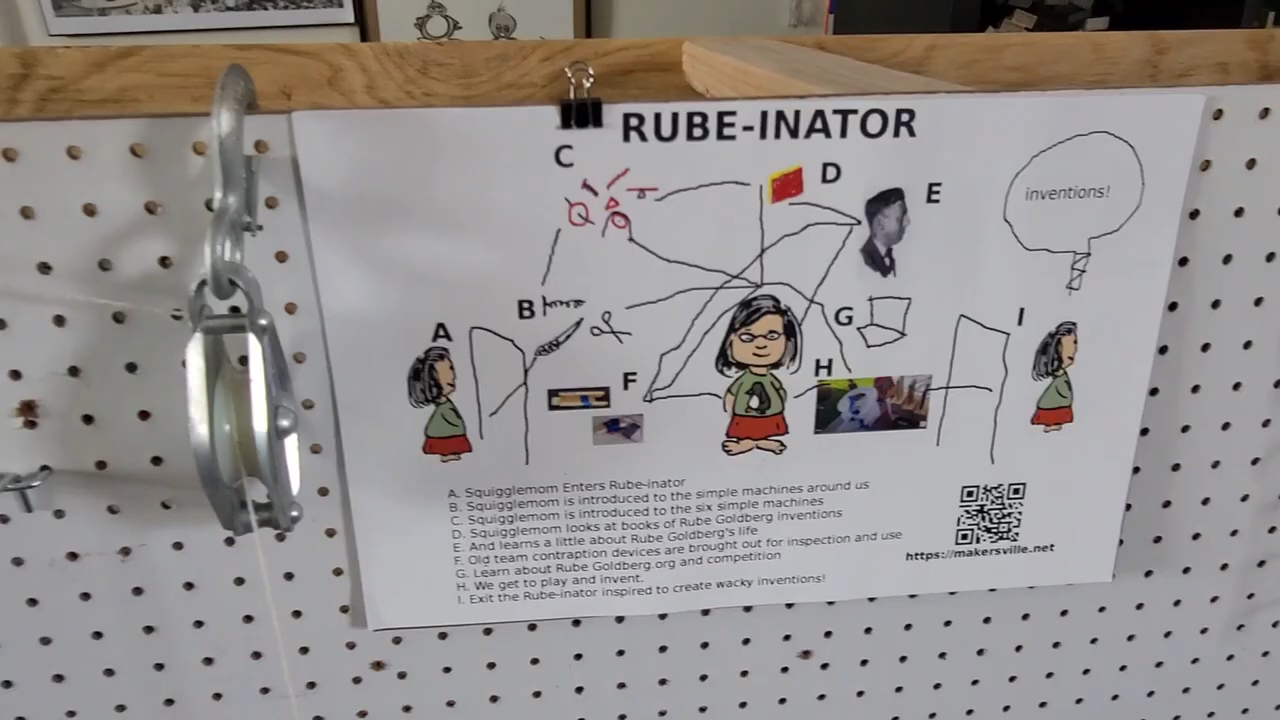 RUBE-INATOR
C
D
E
inventions!
B
G
I
A
F
H
A. Squigglemom Enters Rube-inator
B. Squigglemom is introduced to the simple machines around us
C. Squigglemom is introduced to the six simple machines
D. Squigglemom looks at books of Rube Goldberg inventions
E. And learns a little about Rube Goldberg's life
F. Old team contraption devices are brought out for inspection and use
G. Learn about Rube Goldberg.org and competition
H. We get to play and invent.
I. Exit the Rube-inator inspired to create wacky inventions!
https://makersville.net